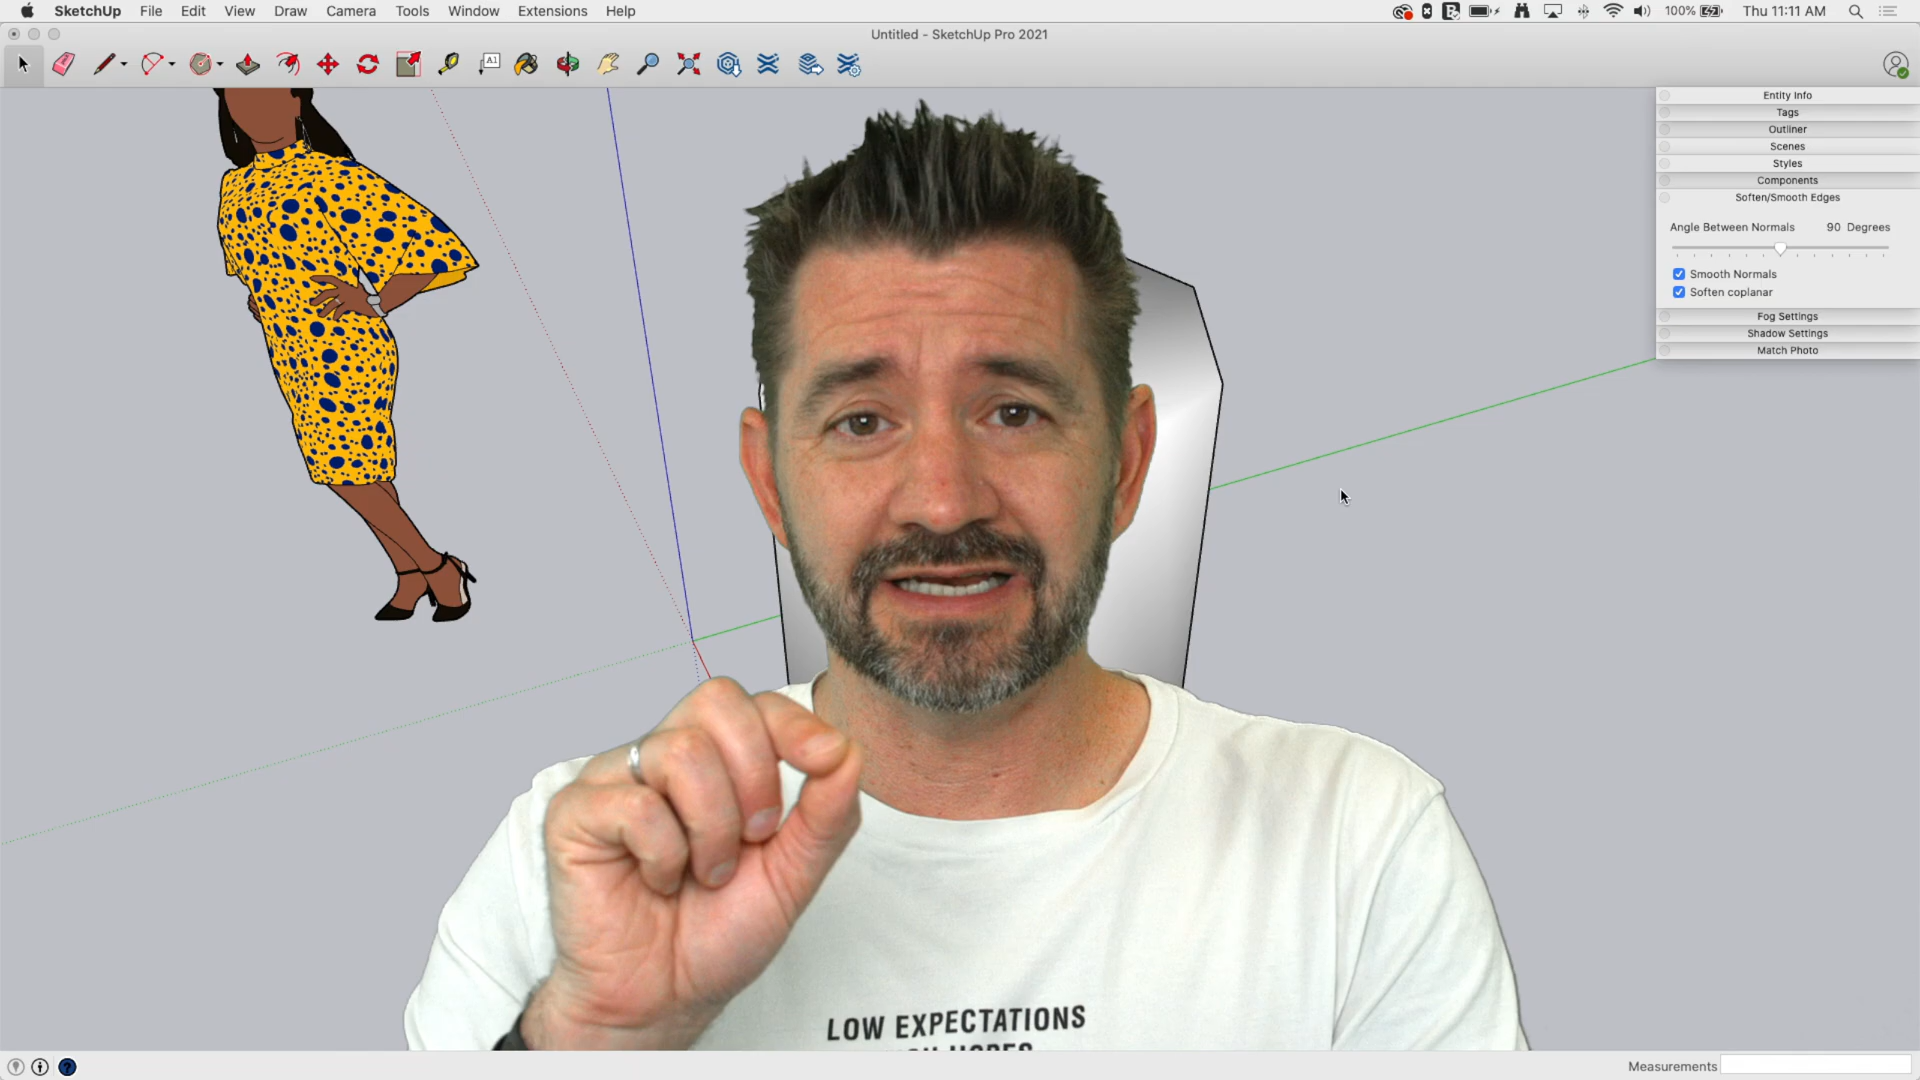 SketchUp File Edit View Draw Camera Tools Window Extensions Help 100% Thu 11:11 AM
Untitled - SketchUp Pro 2021
A1
Entity Info
Tags
Outliner
Scenes
Styles
Components
Soften/Smooth Edges
Angle Between Normals 90 Degrees
Smooth Normals
Soften coplanar
Fog Settings
Shadow Settings
Match Photo
LOW EXPECTATIONS
HOPES
Measurements